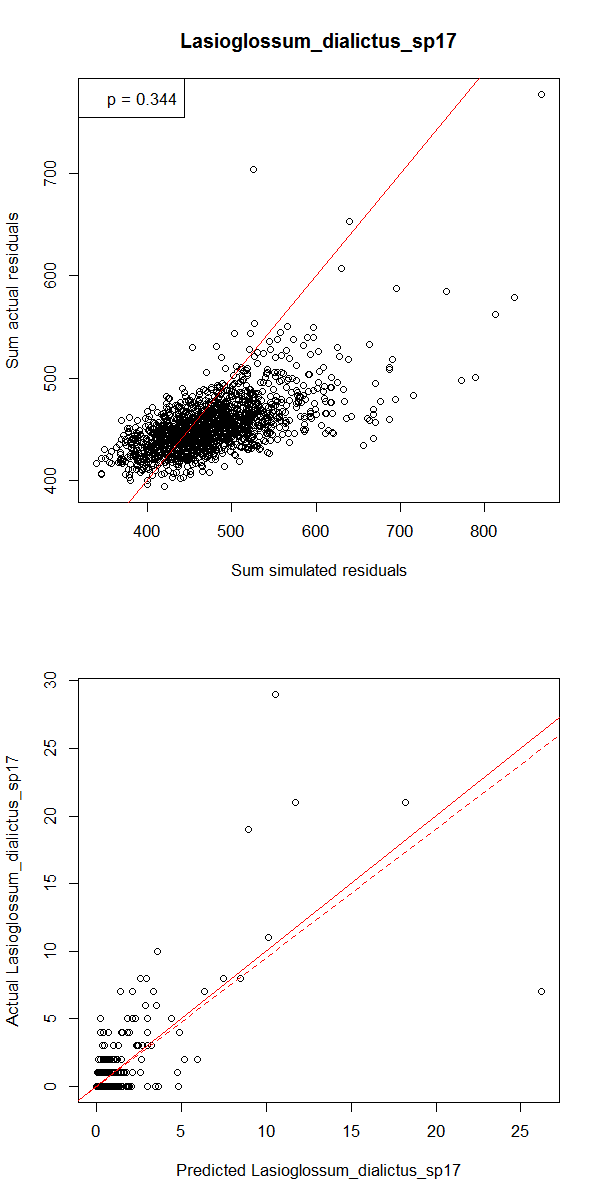 Lasioglossum_dialictus_sp17
p = 0.344
Sum actual residuals
700
600
500
400
400 500 600 700 800
Sum simulated residuals
Actual Lasioglossum_dialictus_sp17
30
25
20
15
10
5
0
0 5 10 15 20 25
Predicted Lasioglossum_dialictus_sp17